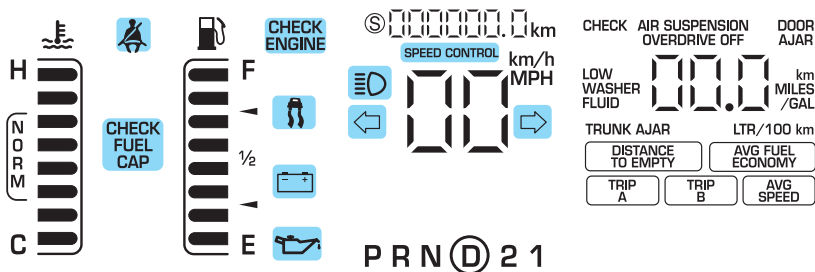 H
NORM
C
CHECK
FUEL
CAP
F
½
E
CHECK
ENGINE
Ⓢ 000000.0 km
SPEED CONTROL
km/h
MPH
00
P R N D 2 1
CHECK AIR SUSPENSION DOOR
OVERDRIVE OFF AJAR
LOW
WASHER
FLUID
00.0
km
MILES
/GAL
TRUNK AJAR LTR/100 km
DISTANCE
TO EMPTY
AVG FUEL
ECONOMY
TRIP
A
TRIP
B
AVG
SPEED